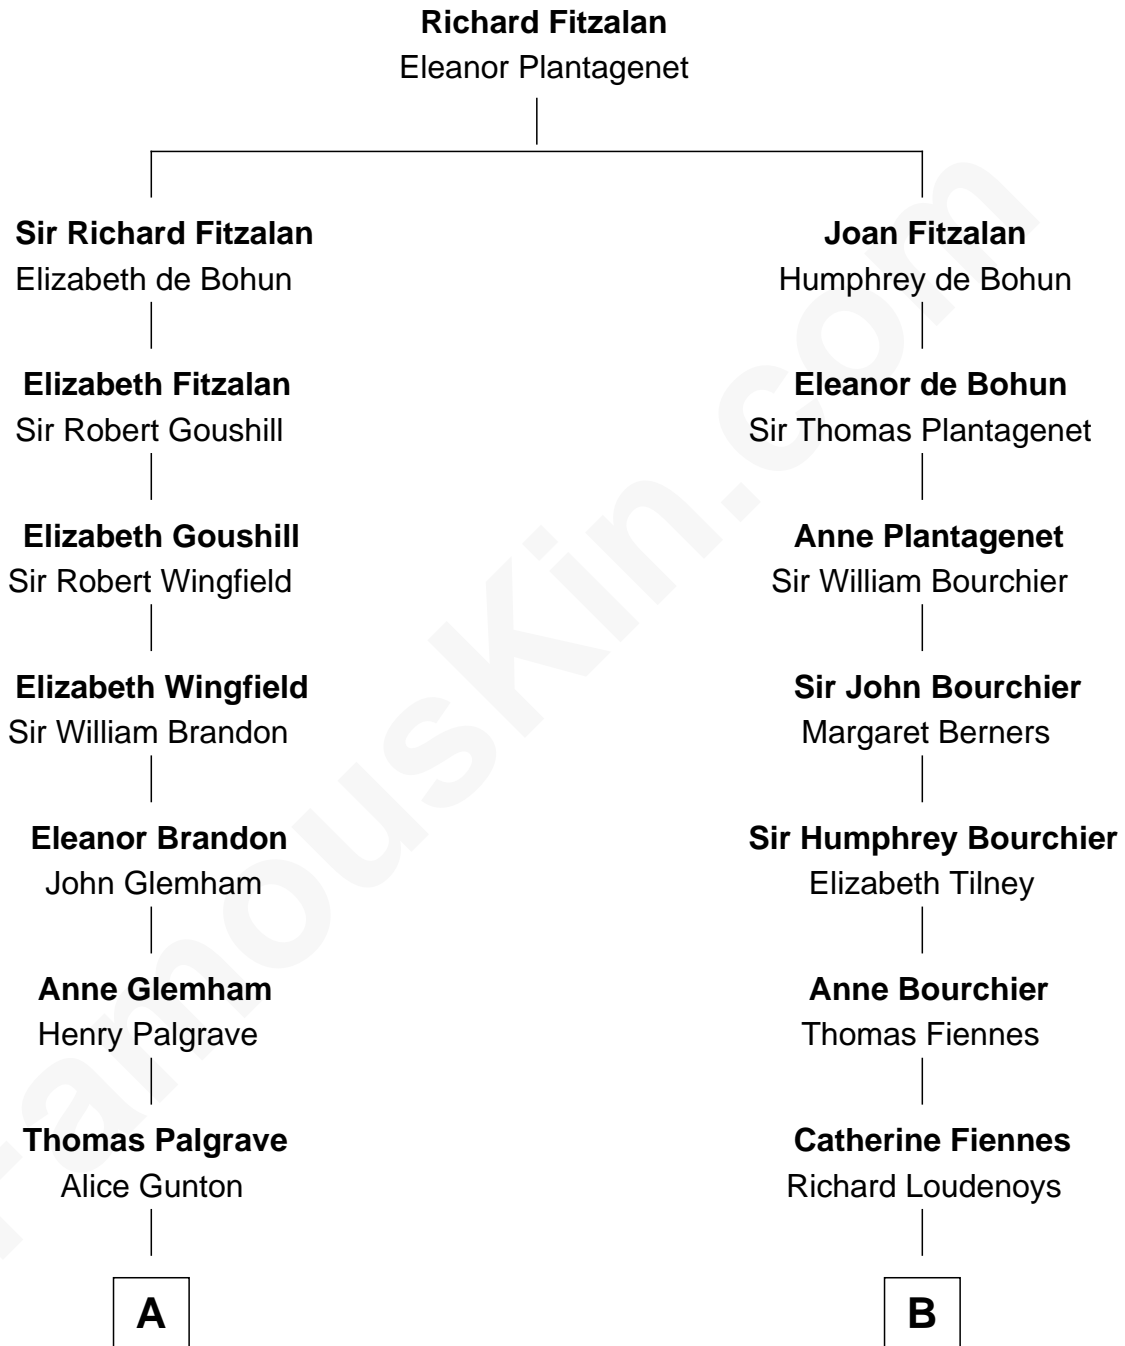 Richard Fitzalan
Eleanor Plantagenet
Sir Richard Fitzalan
Elizabeth de Bohun
Joan Fitzalan
Humphrey de Bohun
Elizabeth Fitzalan
Sir Robert Goushill
Eleanor de Bohun
Sir Thomas Plantagenet
Elizabeth Goushill
Sir Robert Wingfield
Anne Plantagenet
Sir William Bourchier
Elizabeth Wingfield
Sir William Brandon
Sir John Bourchier
Margaret Berners
Eleanor Brandon
John Glemham
Sir Humphrey Bourchier
Elizabeth Tilney
Anne Glemham
Henry Palgrave
Anne Bourchier
Thomas Fiennes
Thomas Palgrave
Alice Gunton
Catherine Fiennes
Richard Loudenoys
A
B
FamousKin.com